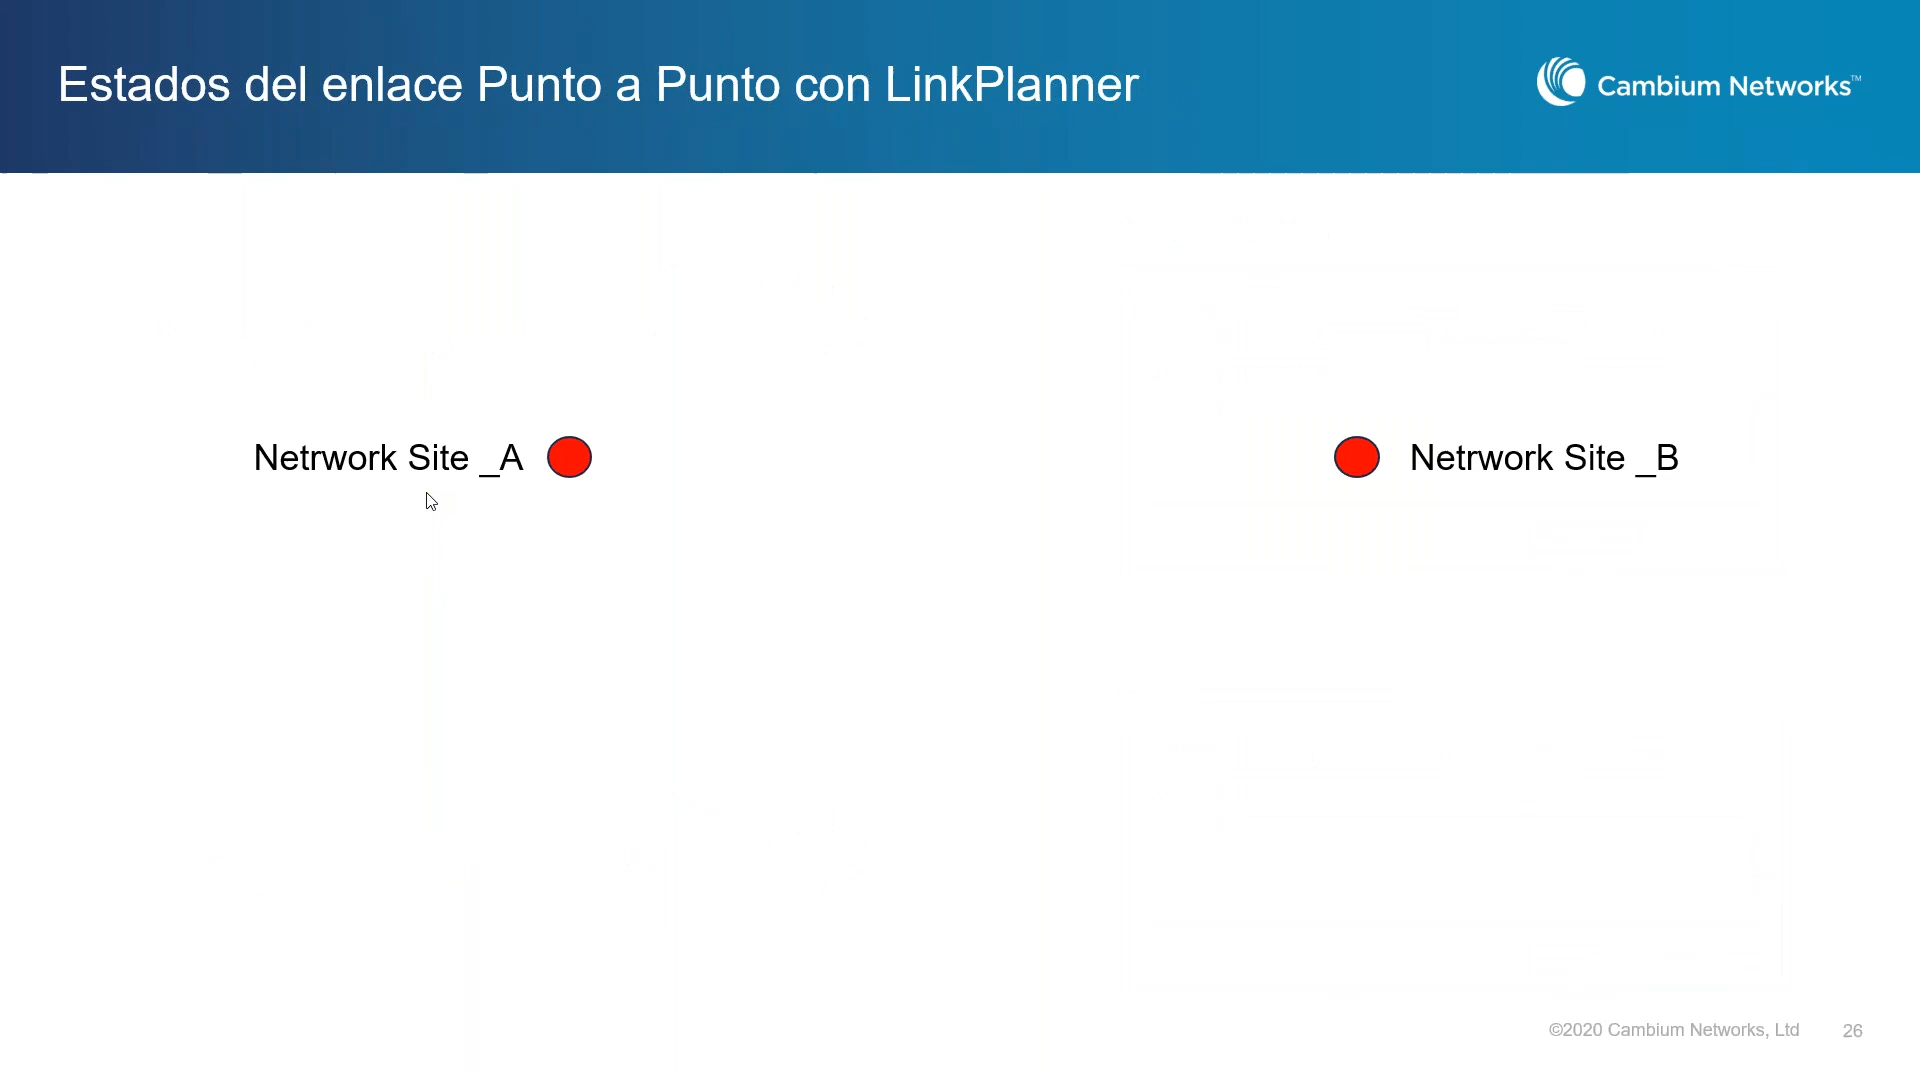 Estados del enlace Punto a Punto con LinkPlanner
Cambium Networks™
Netrwork Site _A
Netrwork Site _B
©2020 Cambium Networks, Ltd
26